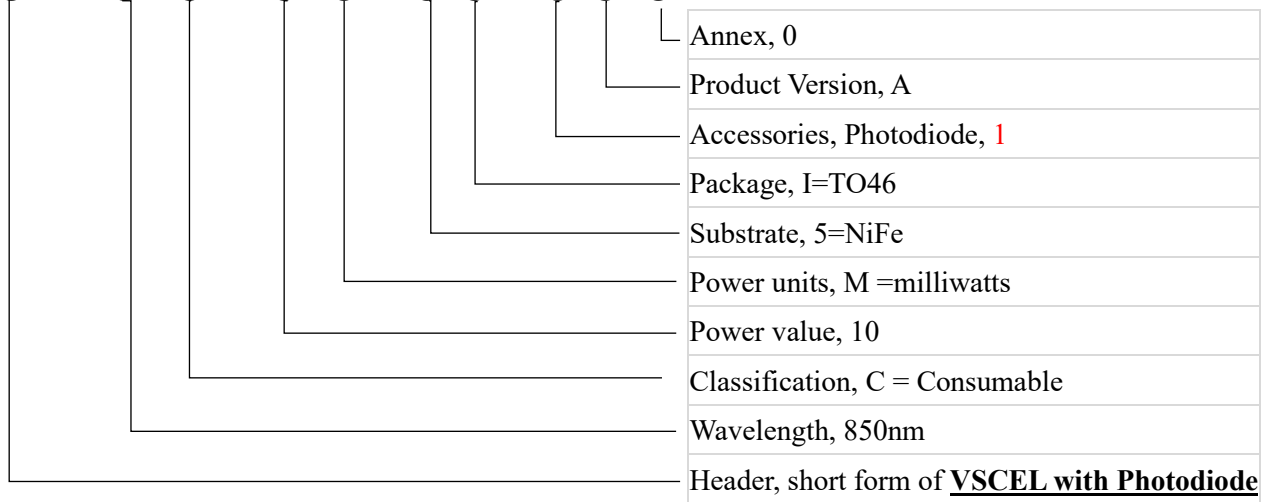 Annex, 0
Product Version, A
Accessories, Photodiode, 1
Package, I=TO46
Substrate, 5=NiFe
Power units, M =milliwatts
Power value, 10
Classification, C = Consumable
Wavelength, 850nm
Header, short form of VSCEL with Photodiode